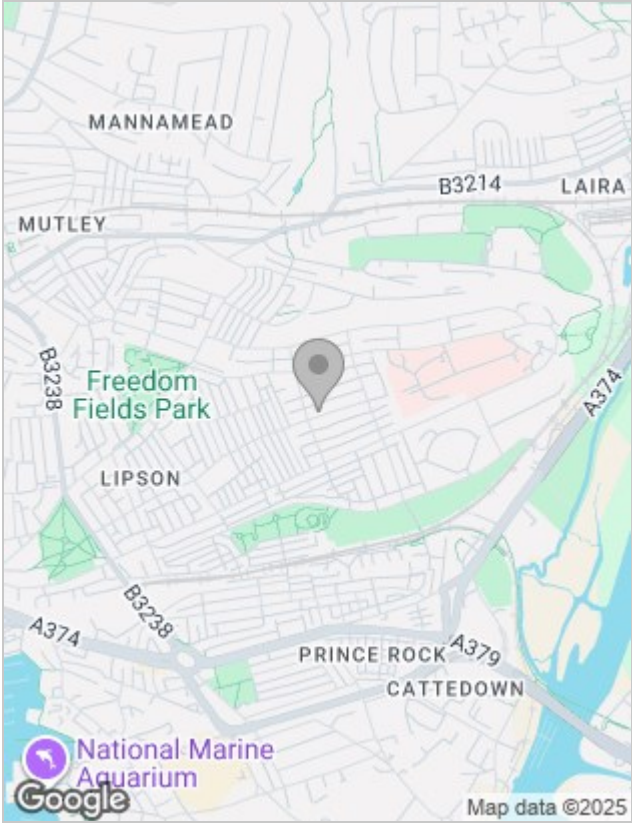 MANNAMEAD
B3214
LAIRA
MUTLEY
B3238
Freedom
Fields Park
A374
LIPSON
B3238
A374
PRINCE ROCK
A379
CATTEDOWN
National Marine
Aquarium
Google
Map data ©2025